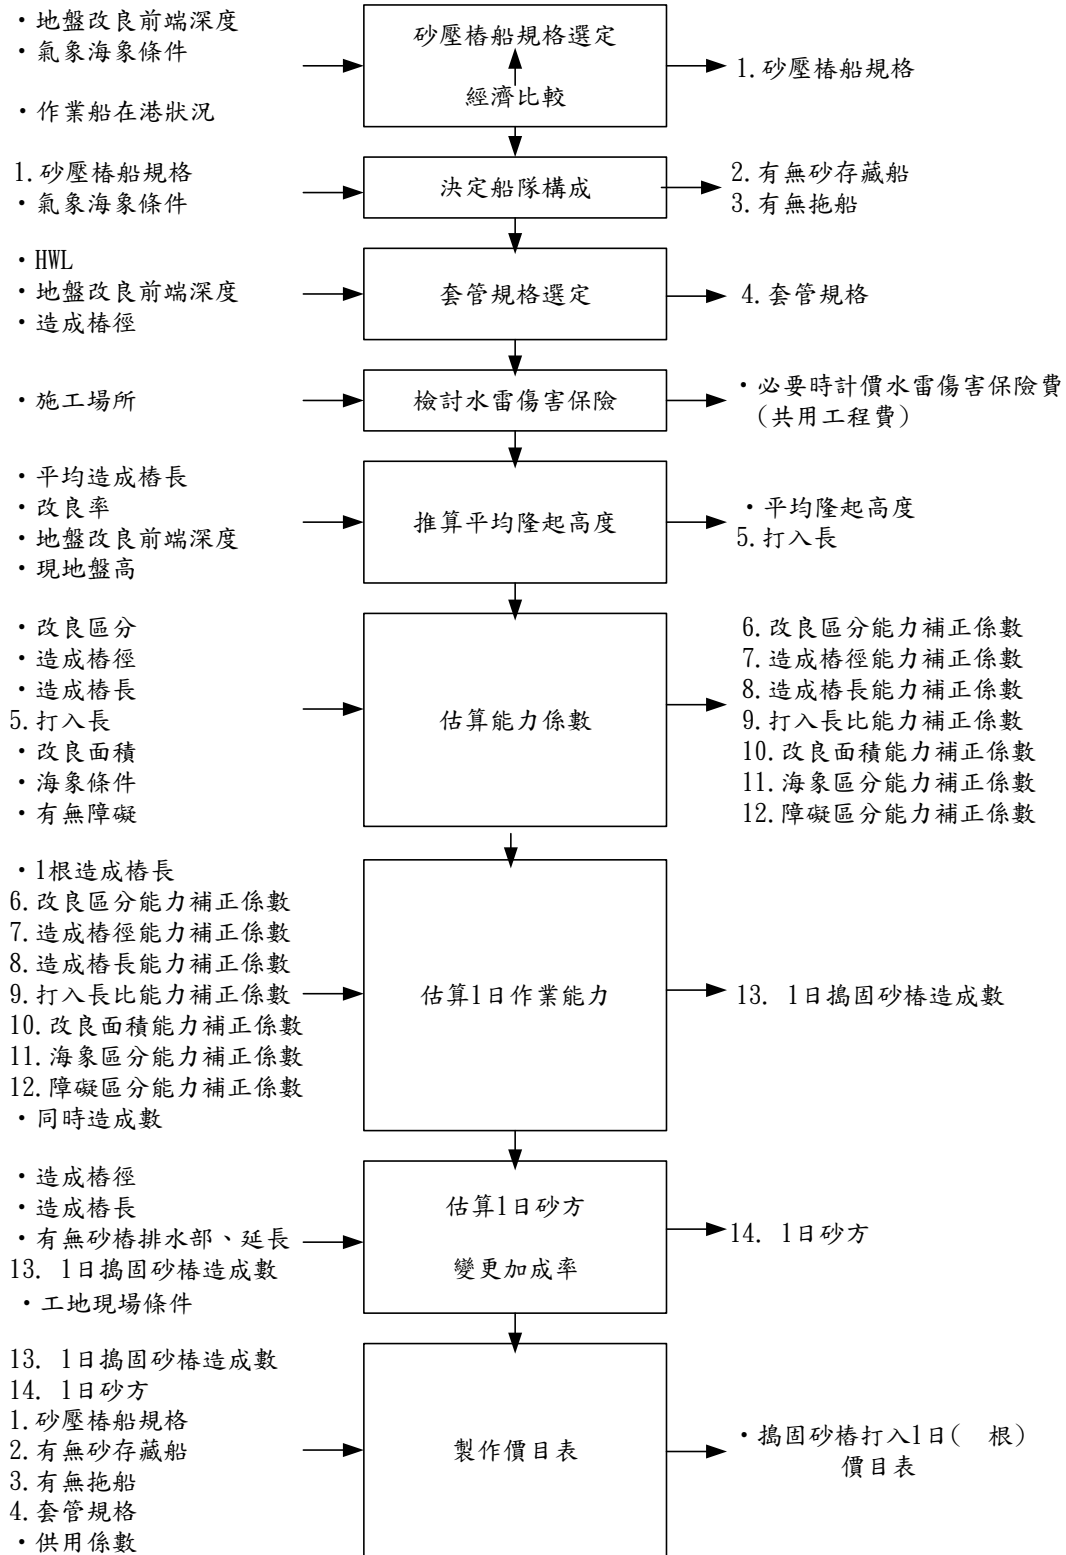 ・地盤改良前端深度
・氣象海象條件
・作業船在港狀況
砂壓樁船規格選定
經濟比較
1.砂壓樁船規格
1.砂壓樁船規格
・氣象海象條件
決定船隊構成
2.有無砂存藏船
3.有無拖船
・HWL
・地盤改良前端深度
・造成樁徑
套管規格選定
4.套管規格
・施工場所
檢討水雷傷害保險
・必要時計價水雷傷害保險費
(共用工程費)
・平均造成樁長
・改良率
・地盤改良前端深度
・現地盤高
推算平均隆起高度
・平均隆起高度
5.打入長
・改良區分
・造成樁徑
・造成樁長
5.打入長
・改良面積
・海象條件
・有無障礙
估算能力係數
6.改良區分能力補正係數
7.造成樁徑能力補正係數
8.造成樁長能力補正係數
9.打入長比能力補正係數
10.改良面積能力補正係數
11.海象區分能力補正係數
12.障礙區分能力補正係數
・1根造成樁長
6.改良區分能力補正係數
7.造成樁徑能力補正係數
8.造成樁長能力補正係數
9.打入長比能力補正係數
10.改良面積能力補正係數
11.海象區分能力補正係數
12.障礙區分能力補正係數
・同時造成數
估算1日作業能力
13. 1日搗固砂樁造成數
・造成樁徑
・造成樁長
・有無砂樁排水部、延長
13. 1日搗固砂樁造成數
・工地現場條件
估算1日砂方
變更加成率
14. 1日砂方
13. 1日搗固砂樁造成數
14. 1日砂方
1.砂壓樁船規格
2.有無砂存藏船
3.有無拖船
4.套管規格
・供用係數
製作價目表
・搗固砂樁打入1日( 根)
價目表